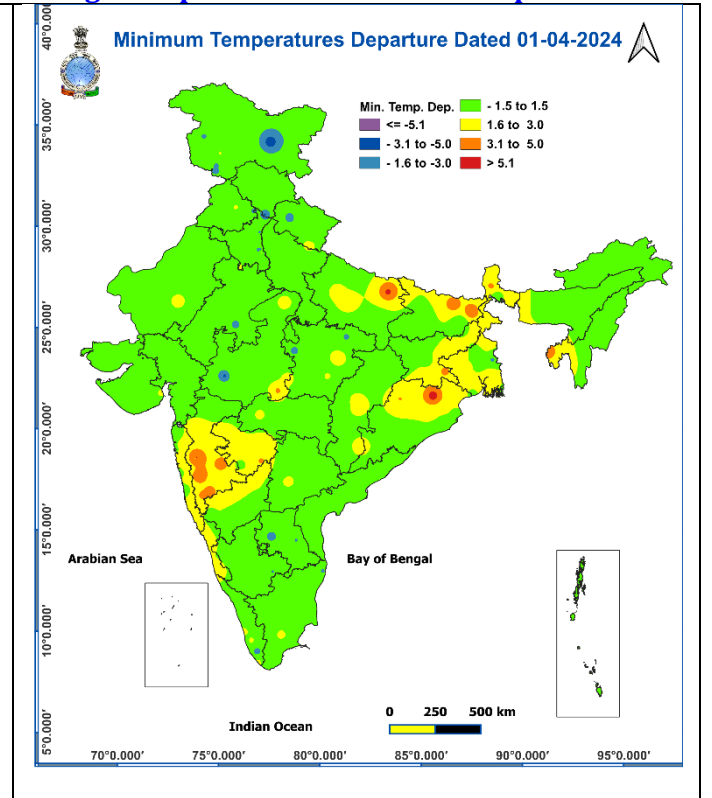 Minimum Temperatures Departure Dated 01-04-2024
Min. Temp. Dep.
<= -5.1
- 3.1 to -5.0
- 1.6 to -3.0
- 1.5 to 1.5
1.6 to 3.0
3.1 to 5.0
> 5.1
35°0.000'
30°0.000'
25°0.000'
20°0.000'
15°0.000'
10°0.000'
5°0.000'
Arabian Sea
Bay of Bengal
Indian Ocean
0 250 500 km
70°0.000' 75°0.000' 80°0.000' 85°0.000' 90°0.000' 95°0.000'